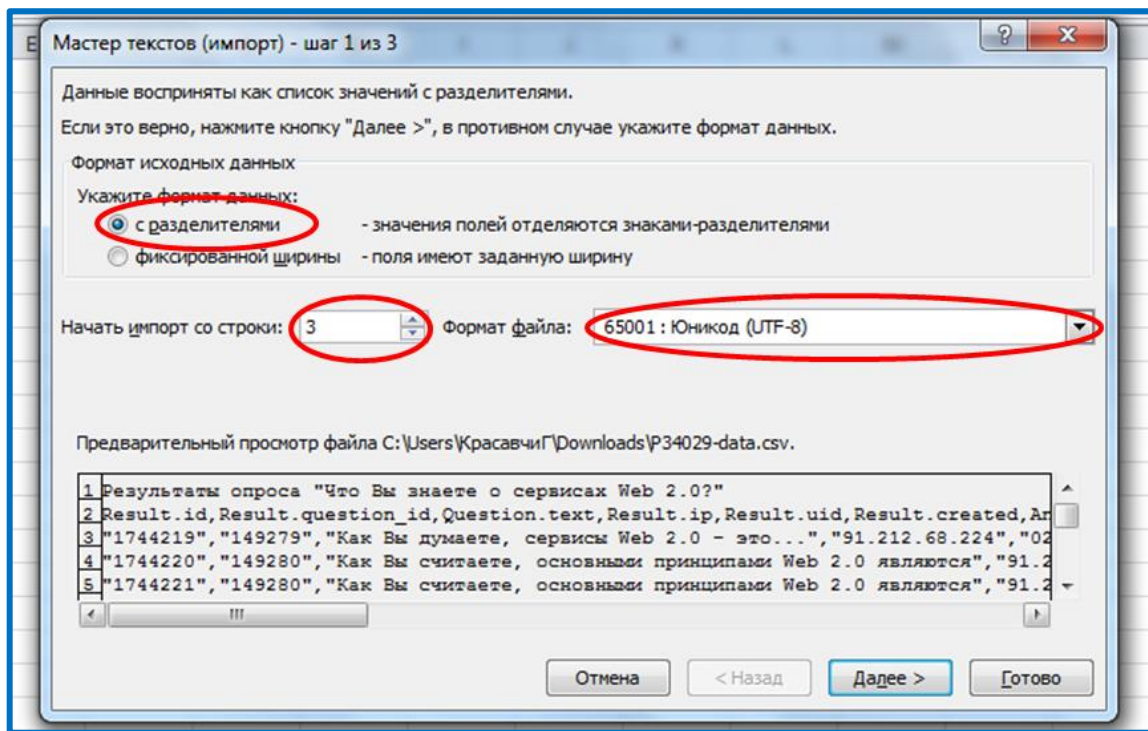 E
Мастер текстов (импорт) - шаг 1 из 3
Данные восприняты как список значений с разделителями.
Если это верно, нажмите кнопку "Далее >", в противном случае укажите формат данных.
Формат исходных данных
Укажите формат данных:
с разделителями - значения полей отделяются знаками-разделителями
фиксированной ширины - поля имеют заданную ширину
Начать импорт со строки: 3 Формат файла: 65001 : Юникод (UTF-8)
Предварительный просмотр файла C:\Users\КрасавчиГ\Downloads\P34029-data.csv.
1 Результаты опроса "Что Вы знаете о сервисах Web 2.0?"
2 Result.id,Result.question_id,Question.text,Result.ip,Result.uid,Result.created,An
3 "1744219","149279","Как Вы думаете, сервисы Web 2.0 - это...","91.212.68.224","02
4 "1744220","149280","Как Вы считаете, основными принципами Web 2.0 являются","91.2
5 "1744221","149280","Как Вы считаете, основными принципами Web 2.0 являются","91.2
Отмена < Назад Далее > Готово